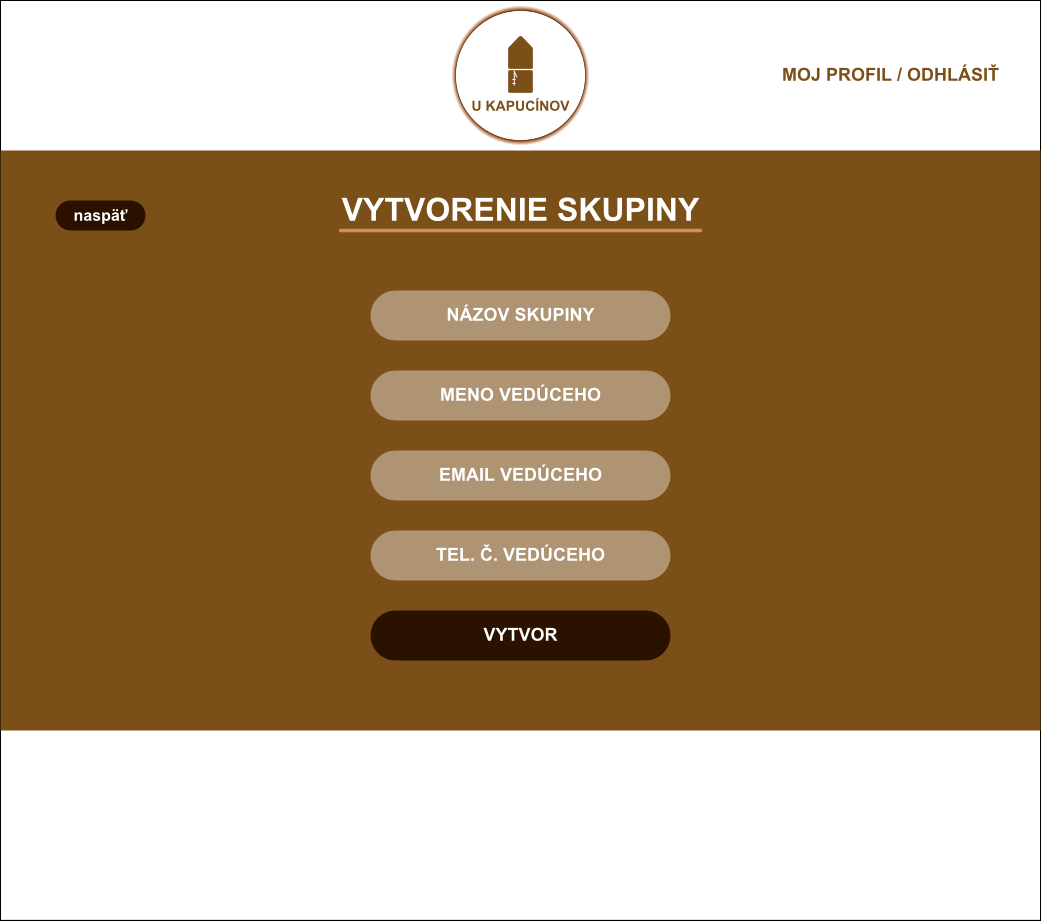 U KAPUCÍNOV
MOJ PROFIL / ODHLÁSIŤ
naspäť
VYTVORENIE SKUPINY
NÁZOV SKUPINY
MENO VEDÚCEHO
EMAIL VEDÚCEHO
TEL. Č. VEDÚCEHO
VYTVOR